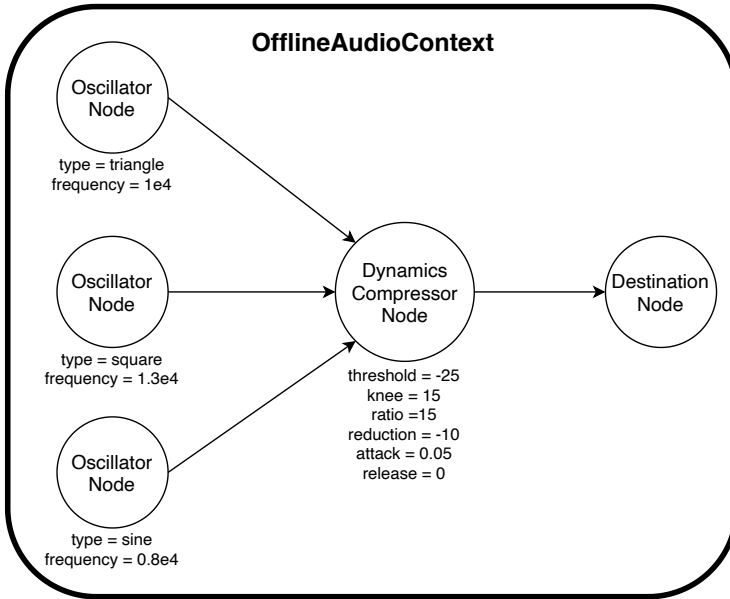 OfflineAudioContext
Oscillator
Node
type = triangle
frequency = 1e4
Oscillator
Node
type = square
frequency = 1.3e4
Oscillator
Node
type = sine
frequency = 0.8e4
Dynamics
Compressor
Node
threshold = -25
knee = 15
ratio =15
reduction = -10
attack = 0.05
release = 0
Destination
Node